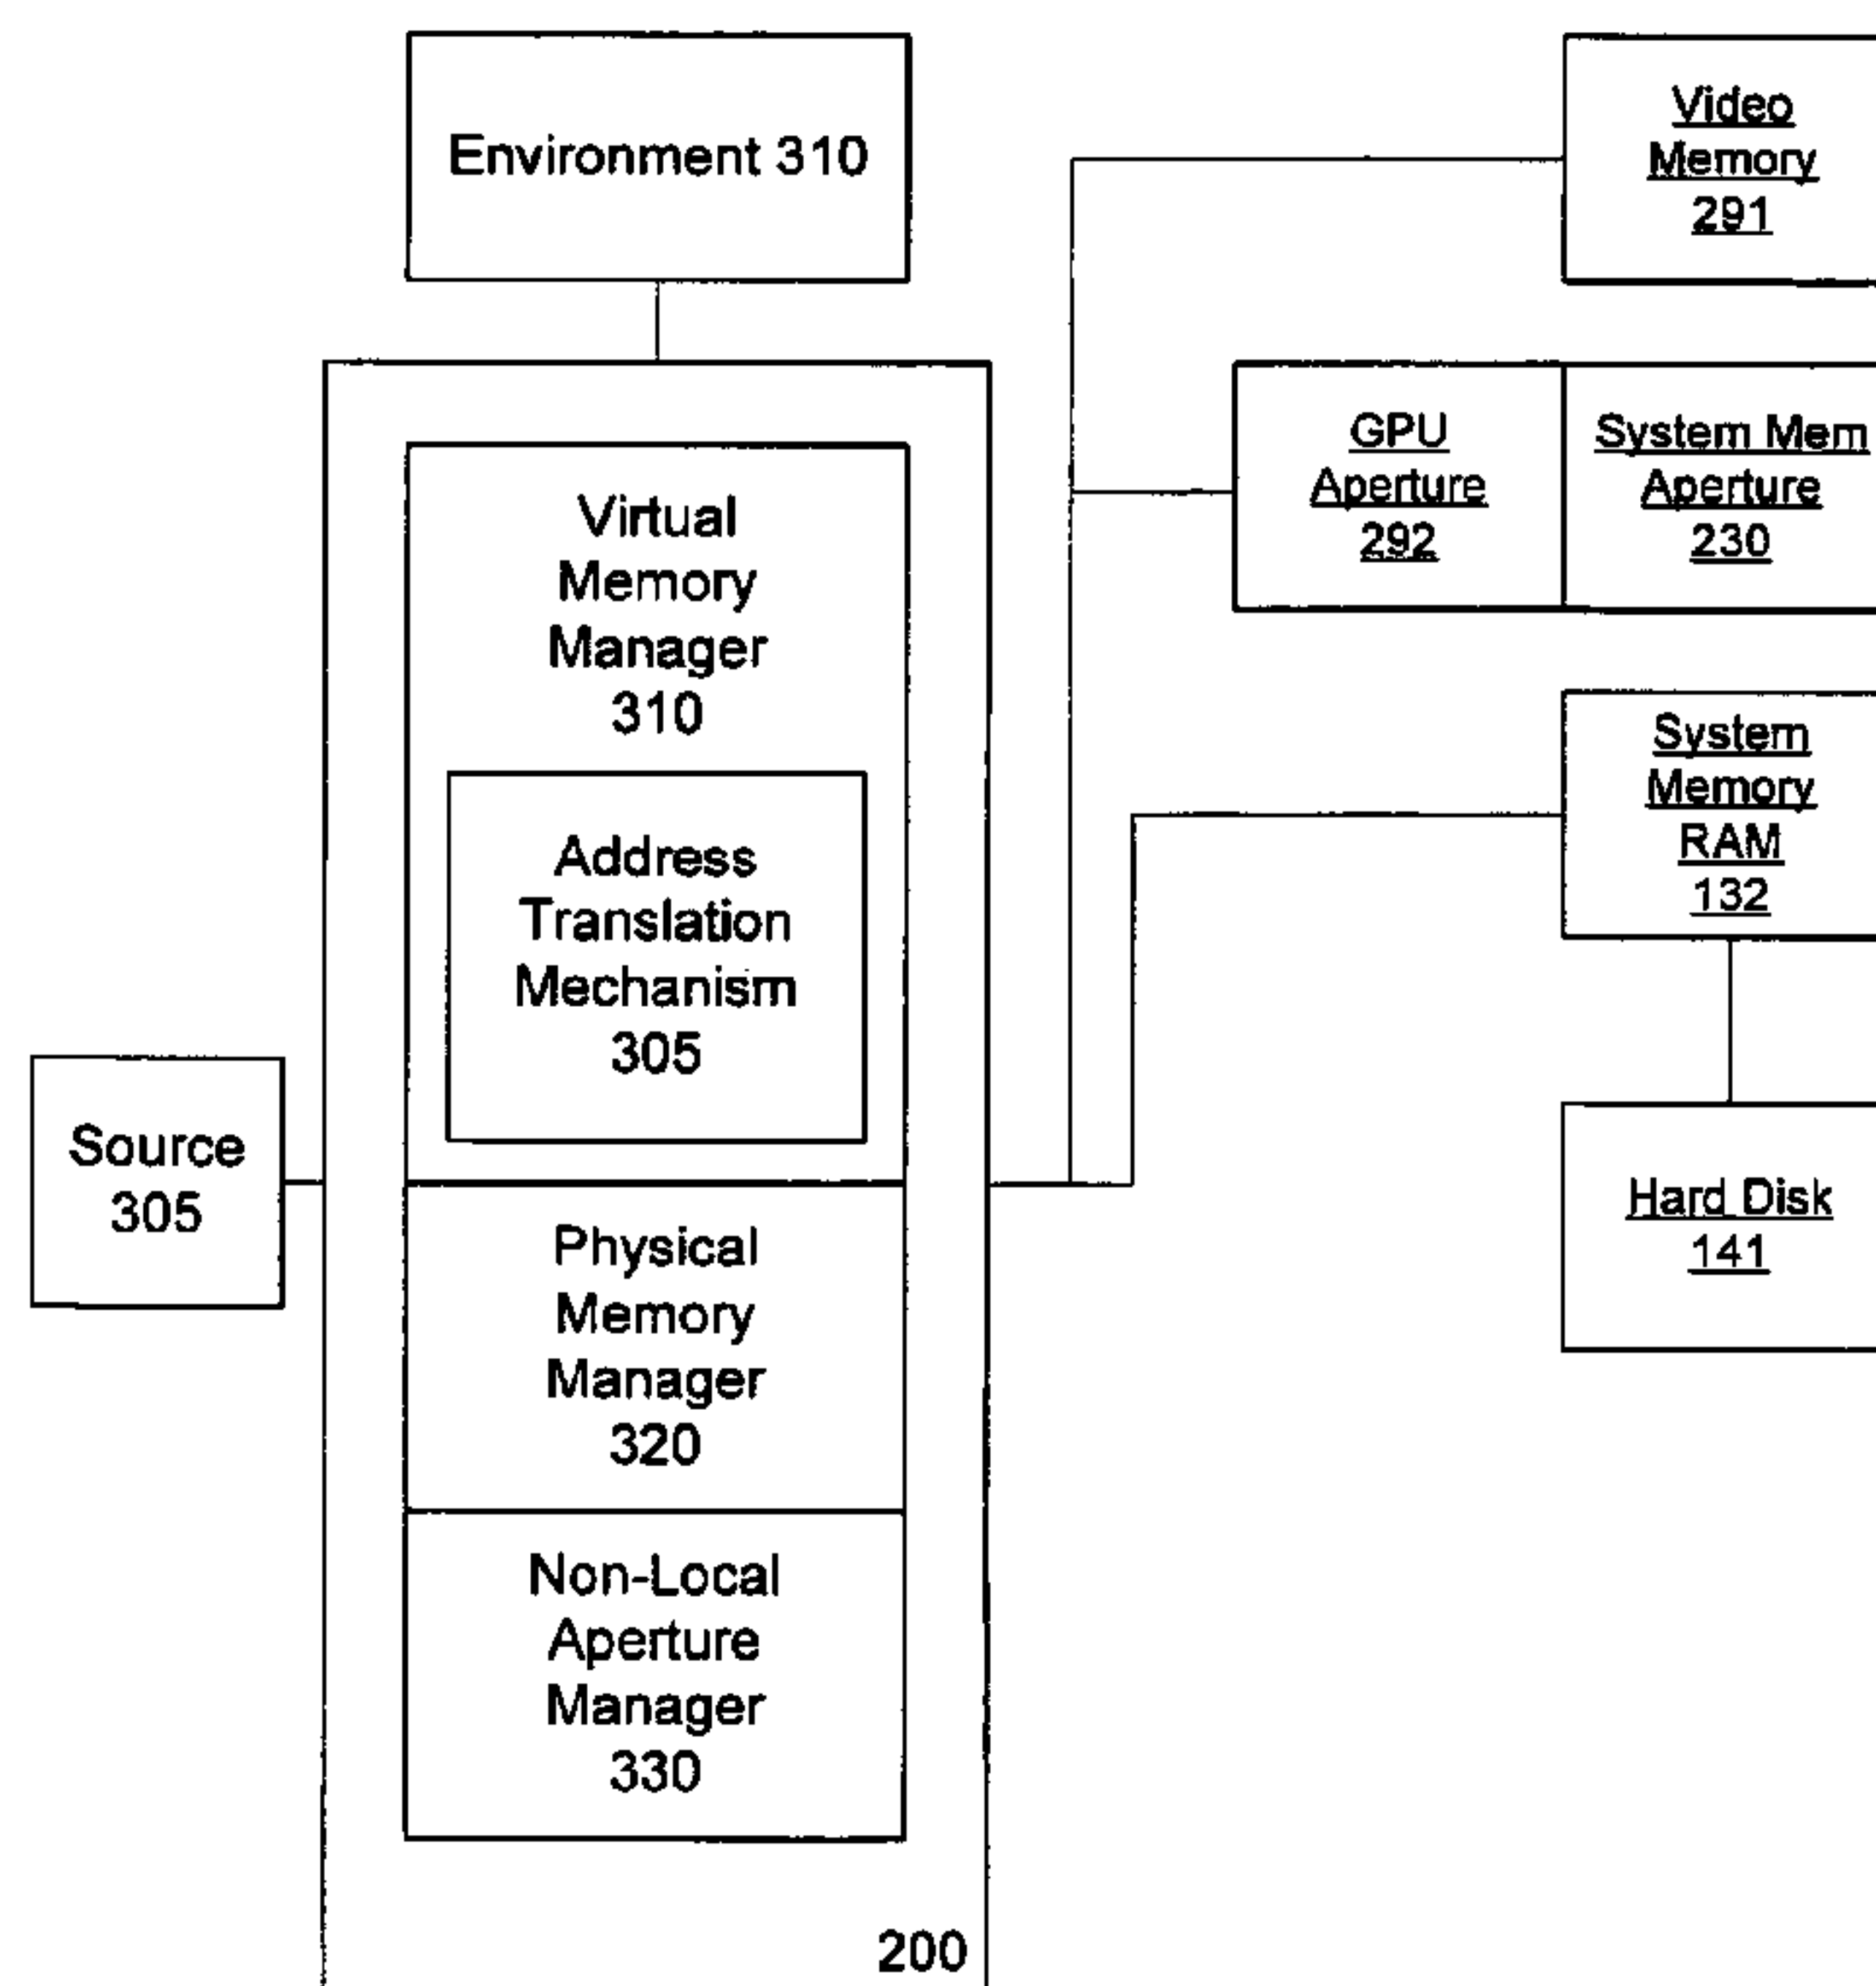 Environment 310
Virtual
Memory
Manager
310
Address
Translation
Mechanism
305
Source
305
Physical
Memory
Manager
320
Non-Local
Aperture
Manager
330
200
Video
Memory
291
GPU
Aperture
292
System Mem
Aperture
230
System
Memory
RAM
132
Hard Disk
141